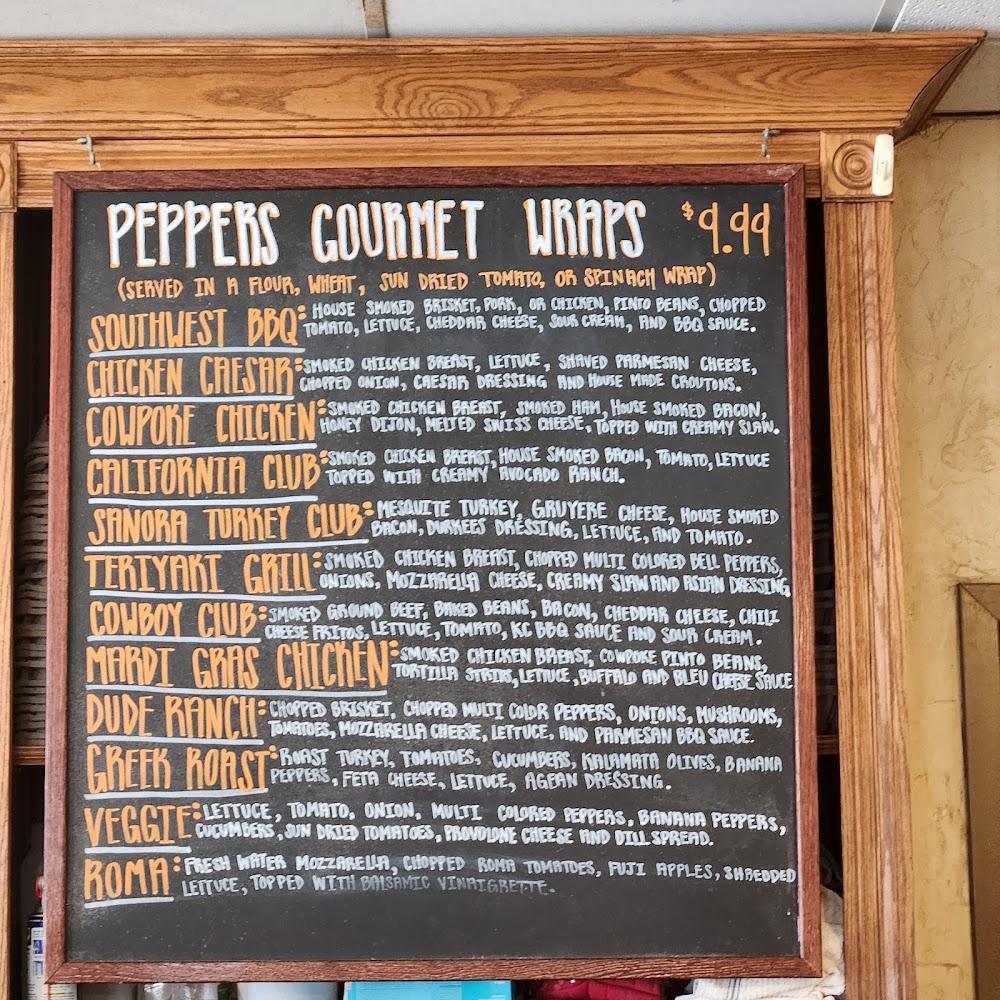 PEPPERS GOURMET WRAPS $9.99
(SERVED IN A FLOUR, WHEAT, SUN DRIED TOMATO, OR SPINACH WRAP)
SOUTHWEST BBQ: HOUSE SMOKED BRISKET, PORK, OR CHICKEN, PINTO BEANS, CHOPPED
TOMATO, LETTUCE, CHEDDAR CHEESE, SOUR CREAM, AND BBQ SAUCE.
CHICKEN CAESAR: SMOKED CHICKEN BREAST, LETTUCE, SHAVED PARMESAN CHEESE,
CHOPPED ONION, CAESAR DRESSING AND HOUSE MADE CROUTONS.
COWPOKE CHICKEN: SMOKED CHICKEN BREAST, SMOKED HAM, HOUSE SMOKED BACON,
HONEY DIJON, MELTED SWISS CHEESE, TOPPED WITH CREAMY SLAW.
CALIFORNIA CLUB: SMOKED CHICKEN BREAST, HOUSE SMOKED BACON, TOMATO, LETTUCE
TOPPED WITH CREAMY AVOCADO RANCH.
SANORA TURKEY CLUB: MESQUITE TURKEY, GRUYERE CHEESE, HOUSE SMOKED
BACON, DURKEES DRESSING, LETTUCE, AND TOMATO.
TERIYAKI GRILL: SMOKED CHICKEN BREAST, CHOPPED MULTI COLORED BELL PEPPERS,
ONIONS, MOZZARELLA CHEESE, CREAMY SLAW AND ASIAN DRESSING
COWBOY CLUB: SMOKED GROUND BEEF, BAKED BEANS, BACON, CHEDDAR CHEESE, CHILI
CHEESE FRITOS, LETTUCE, TOMATO, KC BBQ SAUCE AND SOUR CREAM.
MARDI GRAS CHICKEN: SMOKED CHICKEN BREAST, COWPOKE PINTO BEANS,
TORTILLA STRIPS, LETTUCE, BUFFALO AND BLEU CHEESE SAUCE
DUDE RANCH: CHOPPED BRISKET, CHOPPED MULTI COLOR PEPPERS, ONIONS, MUSHROOMS,
TOMATOES, MOZZARELLA CHEESE, LETTUCE, AND PARMESAN BBQ SAUCE.
GREEK ROAST: ROAST TURKEY, TOMATOES, CUCUMBERS, KALAMATA OLIVES, BANANA
PEPPERS, FETA CHEESE, LETTUCE, AGEAN DRESSING.
VEGGIE: LETTUCE, TOMATO, ONION, MULTI COLORED PEPPERS, BANANA PEPPERS,
CUCUMBERS, SUN DRIED TOMATOES, PROVOLONE CHEESE AND DILL SPREAD.
ROMA: FRESH WATER MOZZARELLA, CHOPPED ROMA TOMATOES, FUJI APPLES, SHREDDED
LETTUCE, TOPPED WITH BALSAMIC VINAIGRETTE.